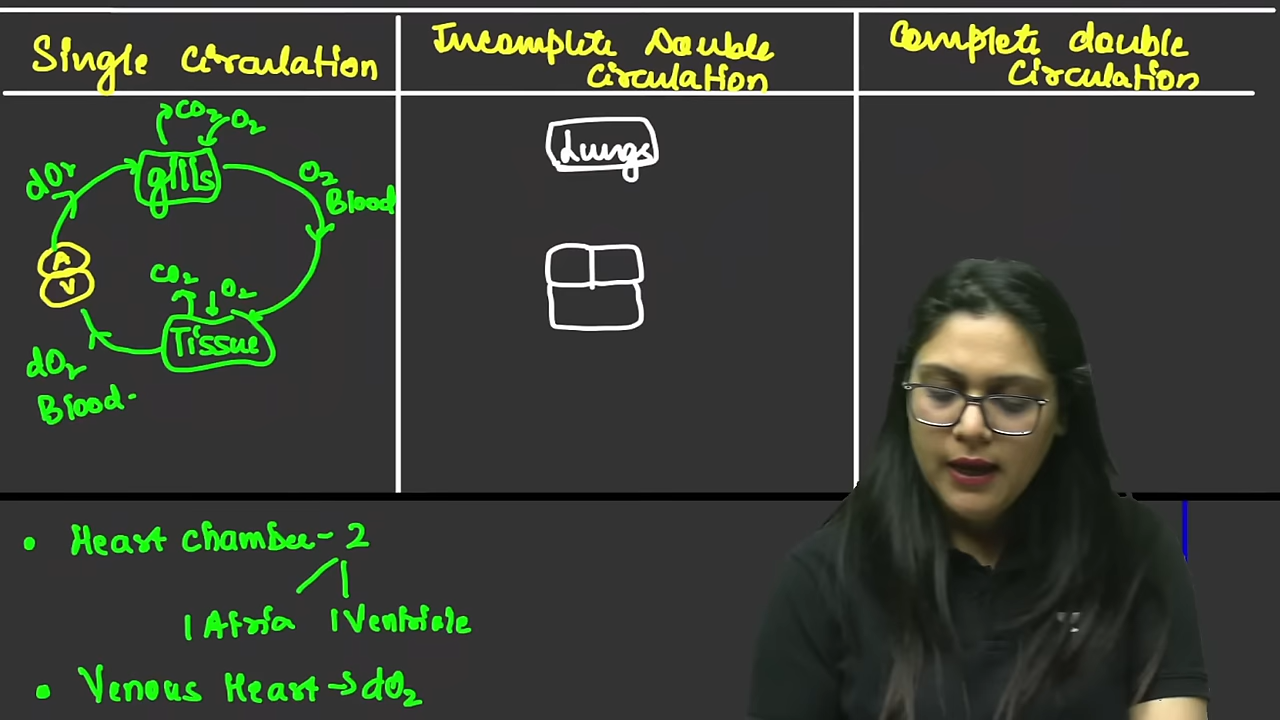 Single Circulation
Incomplete Double
Circulation
Complete double
Circulation
CO2
O2
dO2
gills
O2
Blood
A
V
CO2
O2
Tissue
dO2
Blood
Lungs
• Heart chamber - 2
1 Atria 1 Ventricle
• Venous Heart → dO2